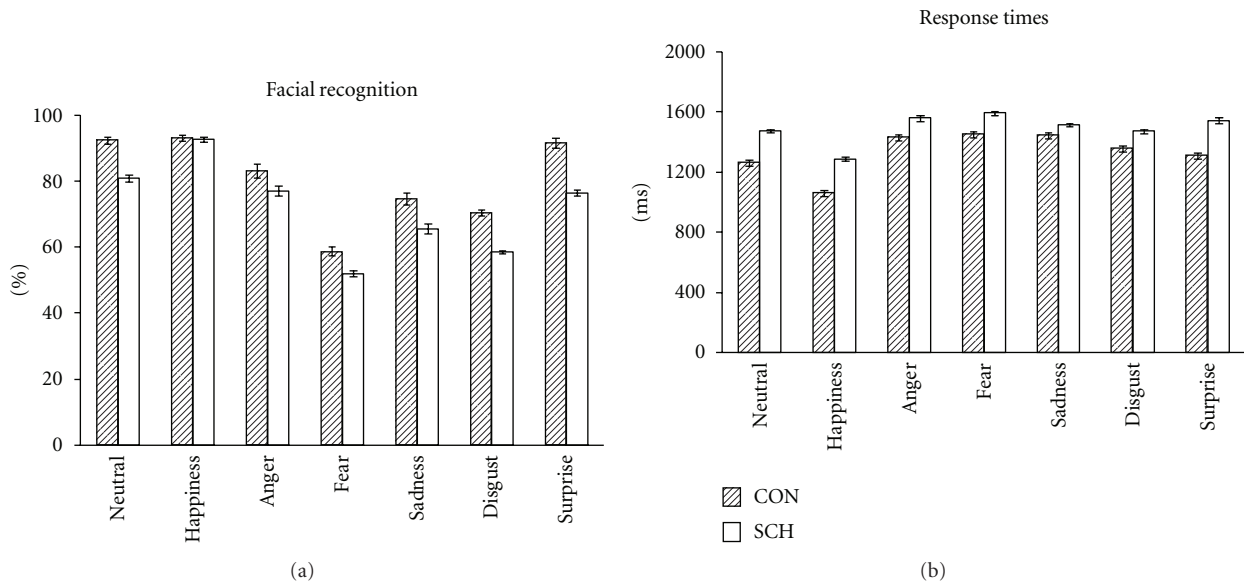 Facial recognition
100
80
60
40
20
0
(%)
Neutral
Happiness
Anger
Fear
Sadness
Disgust
Surprise
(a)
Response times
2000
1600
1200
800
400
0
(ms)
Neutral
Happiness
Anger
Fear
Sadness
Disgust
Surprise
CON
SCH
(b)